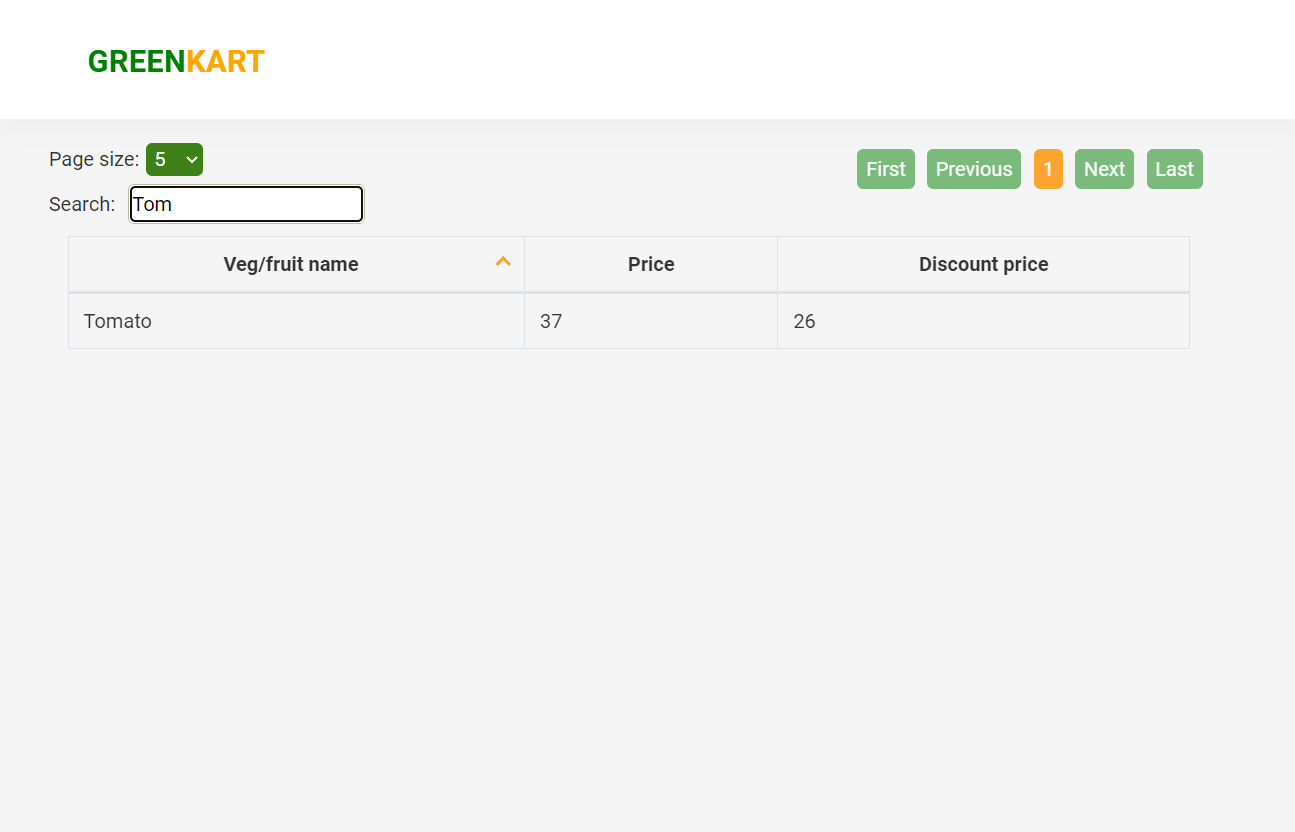 GREENKART
Page size: 5
First Previous 1 Next Last
Search: Tom
Veg/fruit name Price Discount price
Tomato 37 26